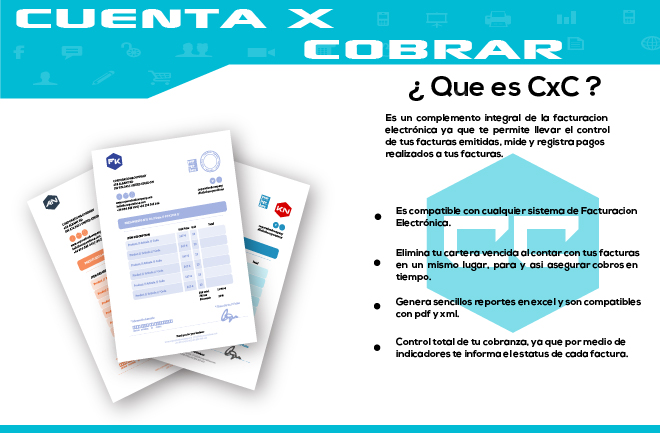 CUENTA X
COBRAR
¿ Que es CxC ?
Es un complemento integral de la facturacion
electrónica ya que te permite llevar el control
de tus facturas emitidas, mide y registra pagos
realizados a tus facturas.
Es compatible con cualquier sistema de Facturacion
Electrónica.
Elimina tu cartera vencida al contar con tus facturas
en un mismo lugar, para y asi asegurar cobros en
tiempo.
Genera sencillos reportes en excel y son compatibles
con pdf y xml.
Control total de tu cobranza, ya que por medio de
indicadores te informa el estatus de cada factura.
KN